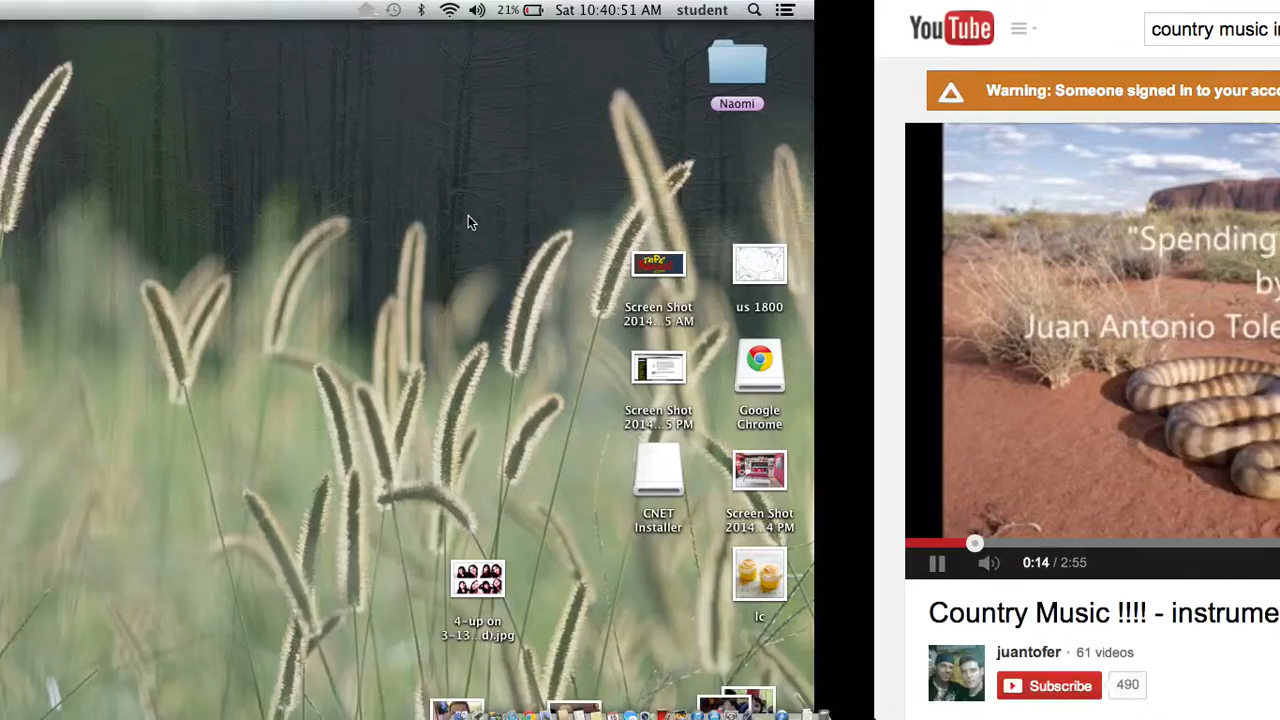 21%
Sat 10:40:51 AM
student
Naomi
Screen Shot
2014...5 AM
us 1800
Screen Shot
2014...5 PM
Google
Chrome
CNET
Installer
Screen Shot
2014...4 PM
4-up on
3-13...d).jpg
lc
YouTube
country music i
Warning: Someone signed in to your acco
"Spending
by
Juan Antonio Tole
0:14 / 2:55
Country Music !!!! - instrume
juantofer · 61 videos
Subscribe
490